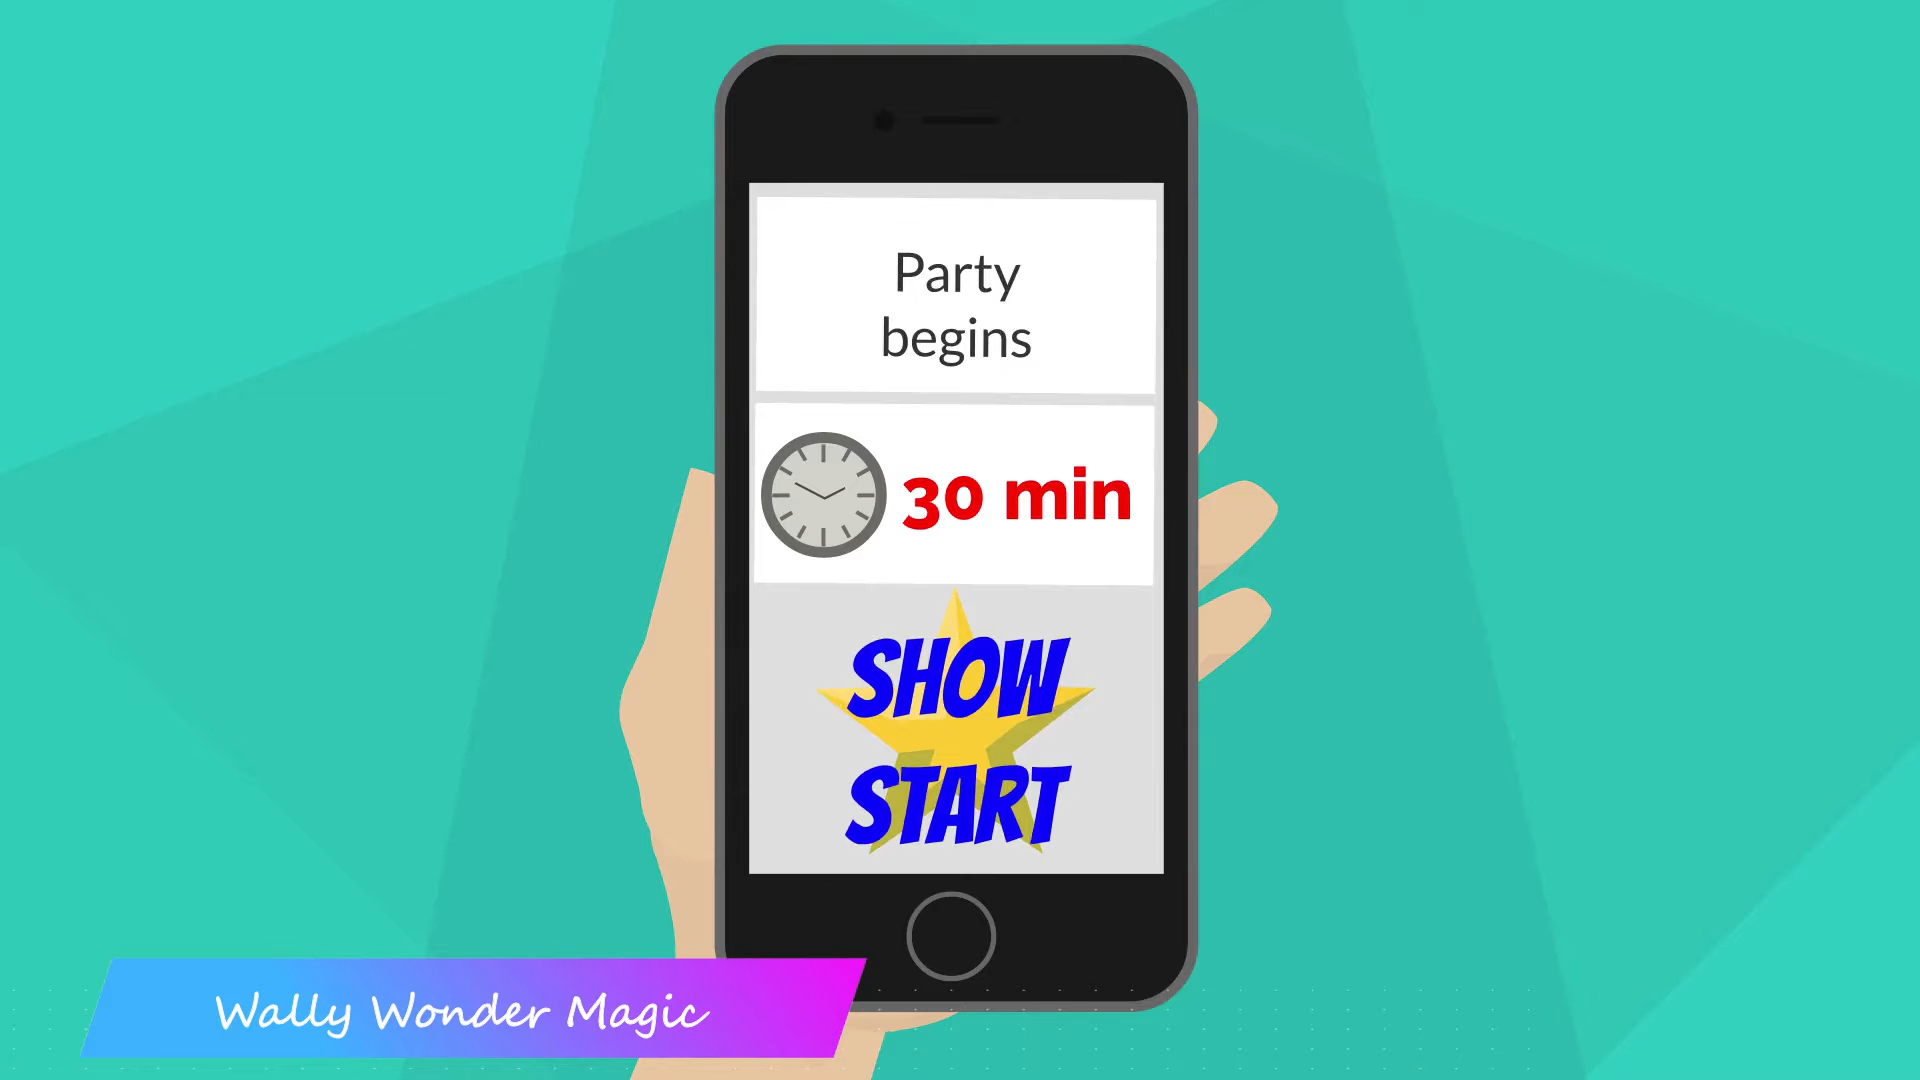 Party
begins
30 min
SHOW
START
Wally Wonder Magic